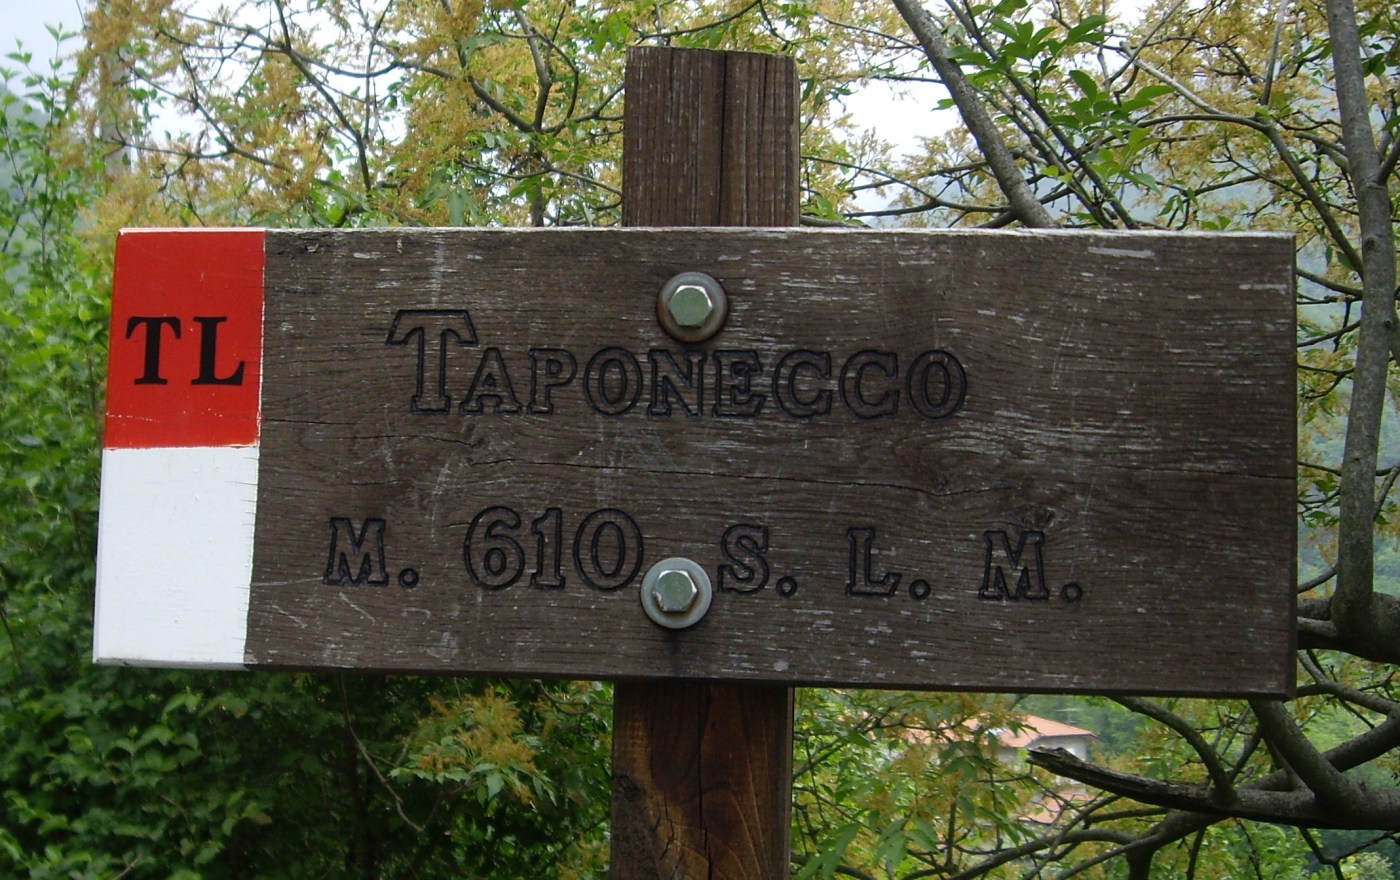 TL
TAPONECCO
M. 610 S. L. M.